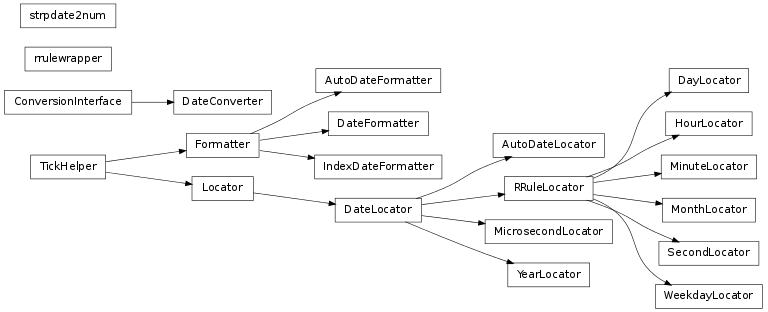 strpdate2num
rrulewrapper
ConversionInterface
DateConverter
TickHelper
Formatter
Locator
AutoDateFormatter
DateFormatter
IndexDateFormatter
DateLocator
AutoDateLocator
RRuleLocator
MicrosecondLocator
YearLocator
DayLocator
HourLocator
MinuteLocator
MonthLocator
SecondLocator
WeekdayLocator